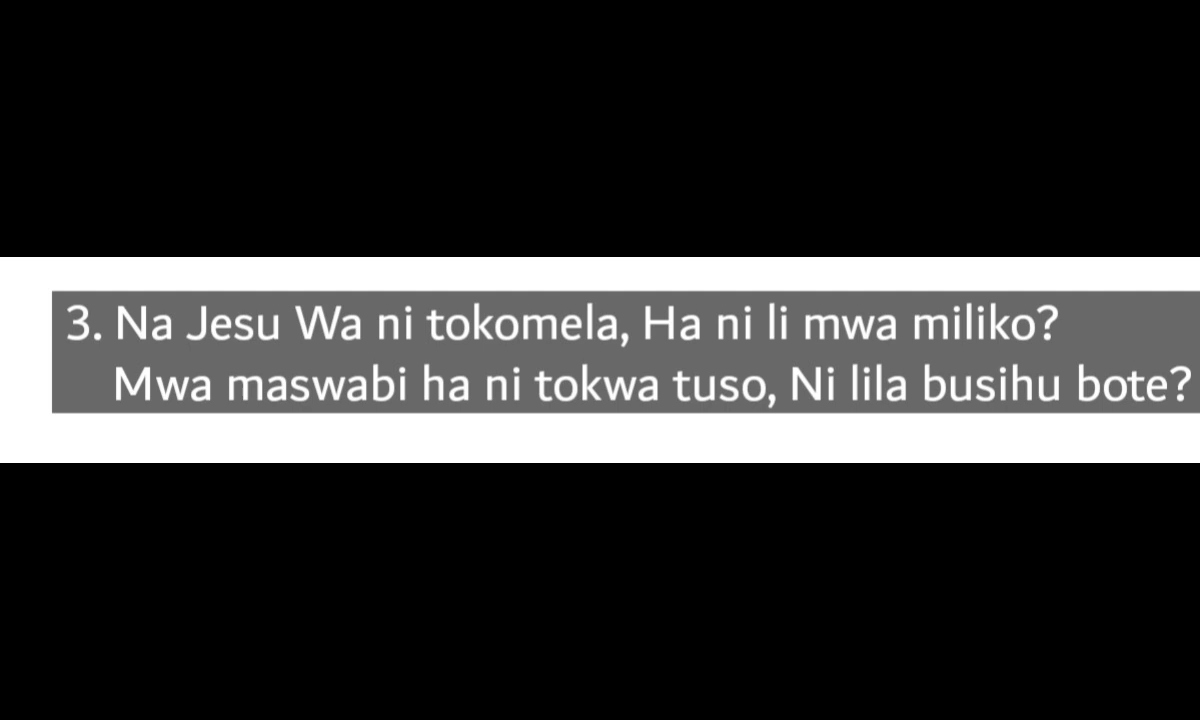 3. Na Jesu Wa ni tokomela, Ha ni li mwa miliko?
Mwa maswabi ha ni tokwa tuso, Ni lila busihu bote?